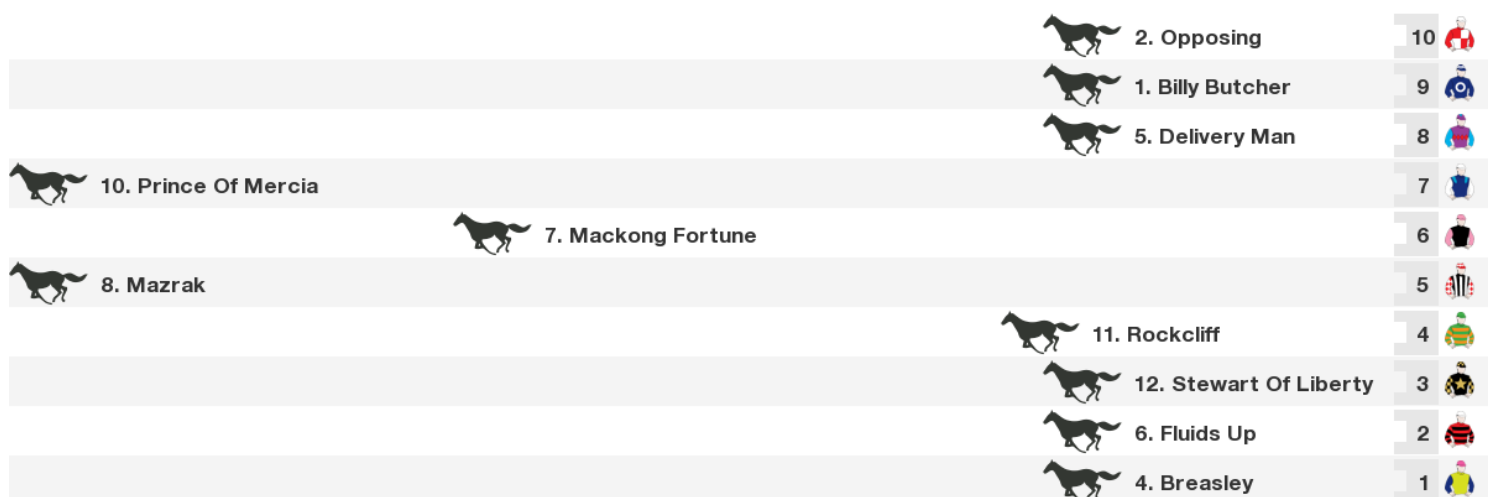 2. Opposing 10
1. Billy Butcher 9
5. Delivery Man 8
10. Prince Of Mercia 7
7. Mackong Fortune 6
8. Mazrak 5
11. Rockcliff 4
12. Stewart Of Liberty 3
6. Fluids Up 2
4. Breasley 1